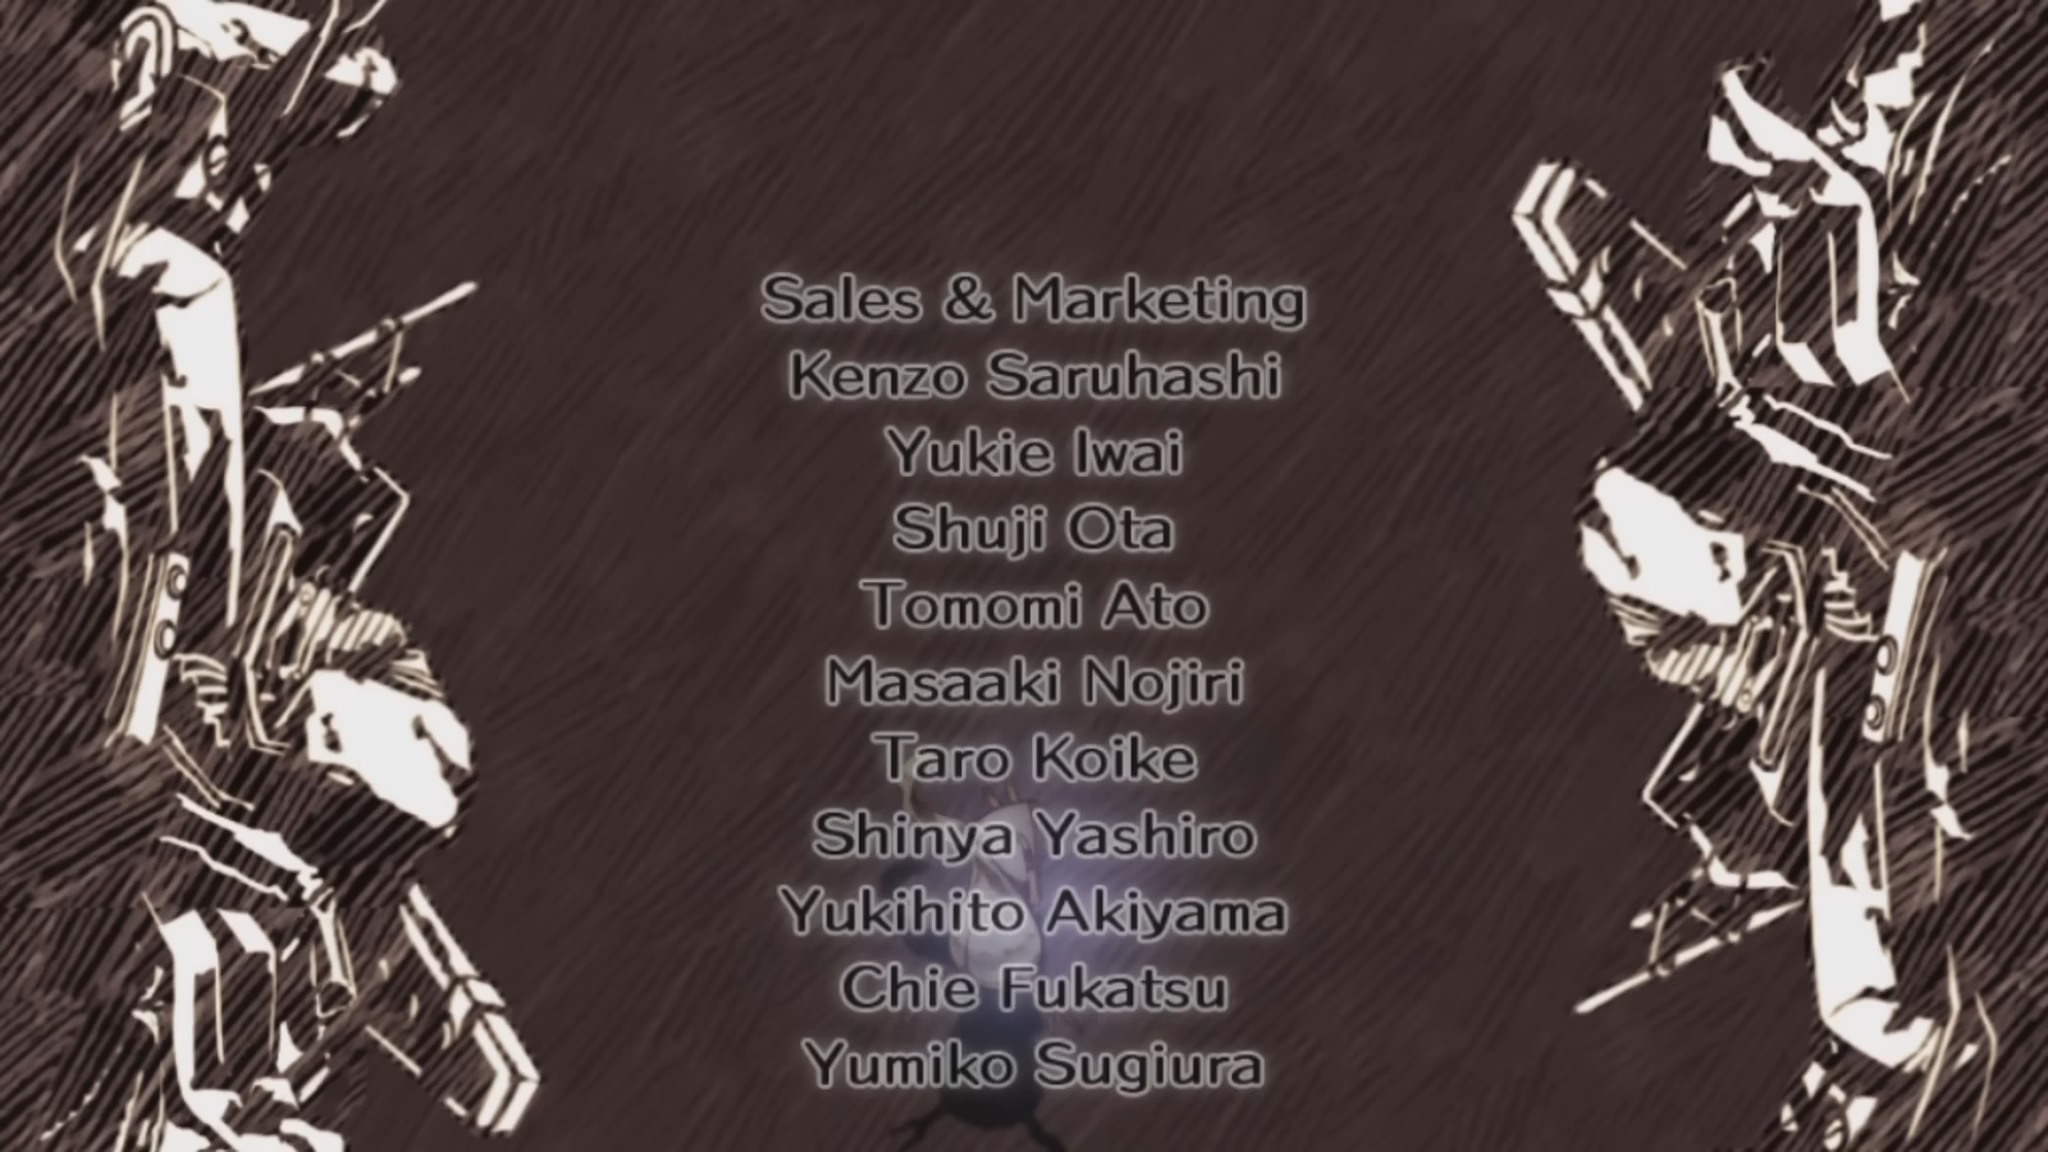 Sales & Marketing
Kenzo Saruhashi
Yukie Iwai
Shuji Ota
Tomomi Ato
Masaaki Nojiri
Taro Koike
Shinya Yashiro
Yukihito Akiyama
Chie Fukatsu
Yumiko Sugiura